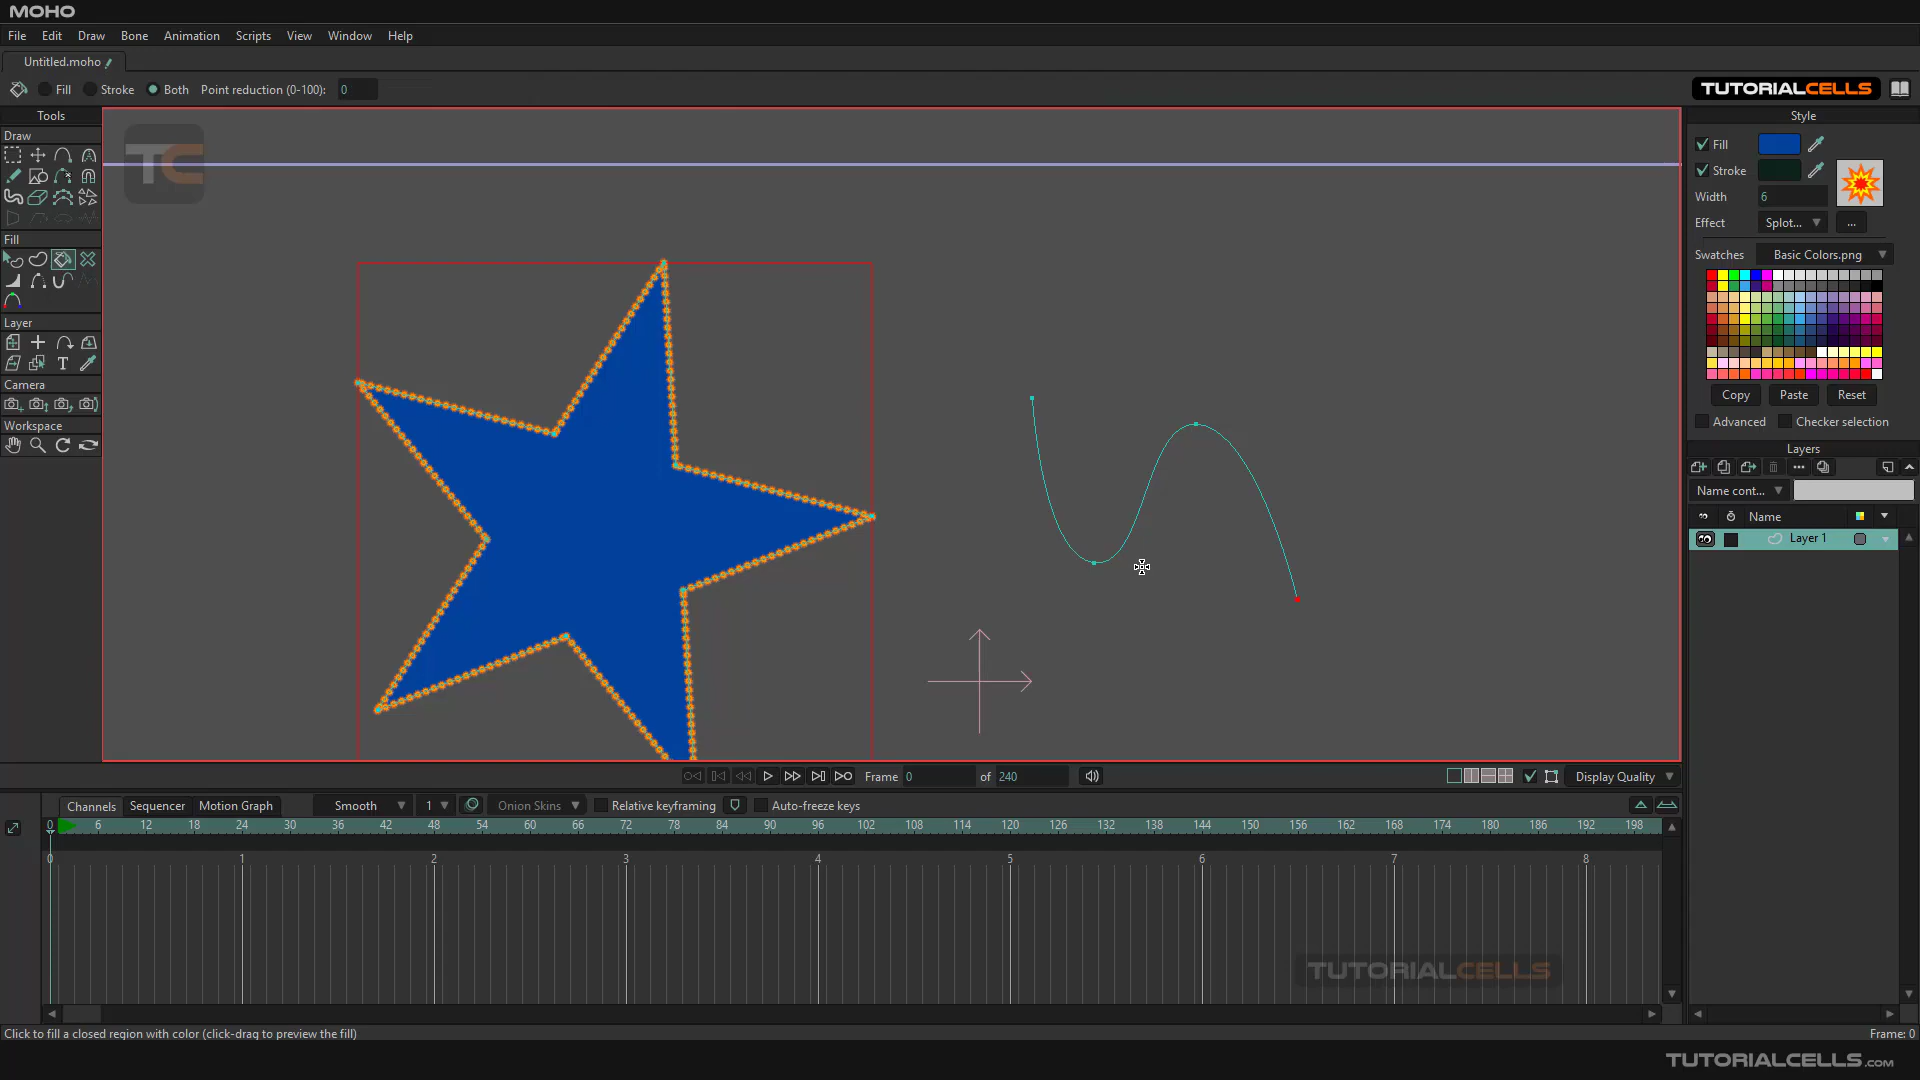 MOHO
File Edit Draw Bone Animation Scripts View Window Help
Untitled.moho
Fill Stroke Both Point reduction (0-100): 0
TUTORIALCELLS
Tools
Style
Draw
TC
Fill
Stroke
Width 6
Effect Splot... ...
Fill
Swatches Basic Colors.png
Layer
Copy Paste Reset
Camera
Advanced Checker selection
Workspace
Layers
Name cont...
Name
Layer 1
T
Frame 0 of 240 Display Quality
Channels Sequencer Motion Graph Smooth 1 Onion Skins Relative keyframing Auto-freeze keys
0 6 12 18 24 30 36 42 48 54 60 66 72 78 84 90 96 102 108 114 120 126 132 138 144 150 156 162 168 174 180 186 192 198
0 1 2 3 4 5 6 7 8
TUTORIALCELLS
Click to fill a closed region with color (click-drag to preview the fill)
Frame: 0
TUTORIALCELLS.COM